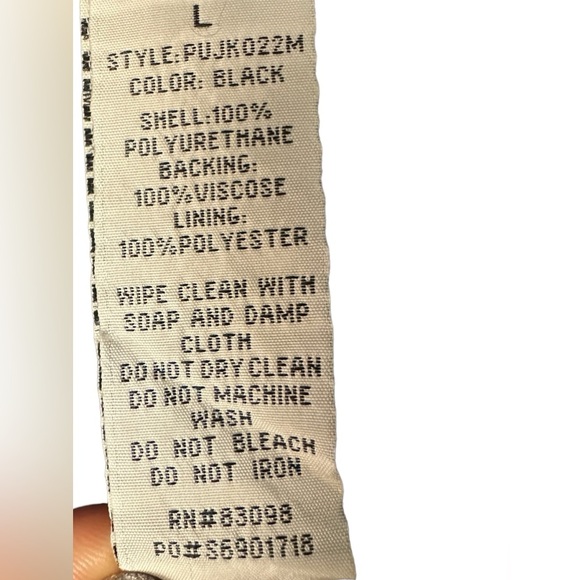 L
STYLE:PUJK022M
COLOR: BLACK
SHELL:100%
POLYURETHANE
BACKING:
100%VISCOSE
LINING:
100%POLYESTER
WIPE CLEAN WITH
SOAP AND DAMP
CLOTH
DO NOT DRY CLEAN
DO NOT MACHINE
WASH
DO NOT BLEACH
DO NOT IRON
RN#83098
PO#S6901718